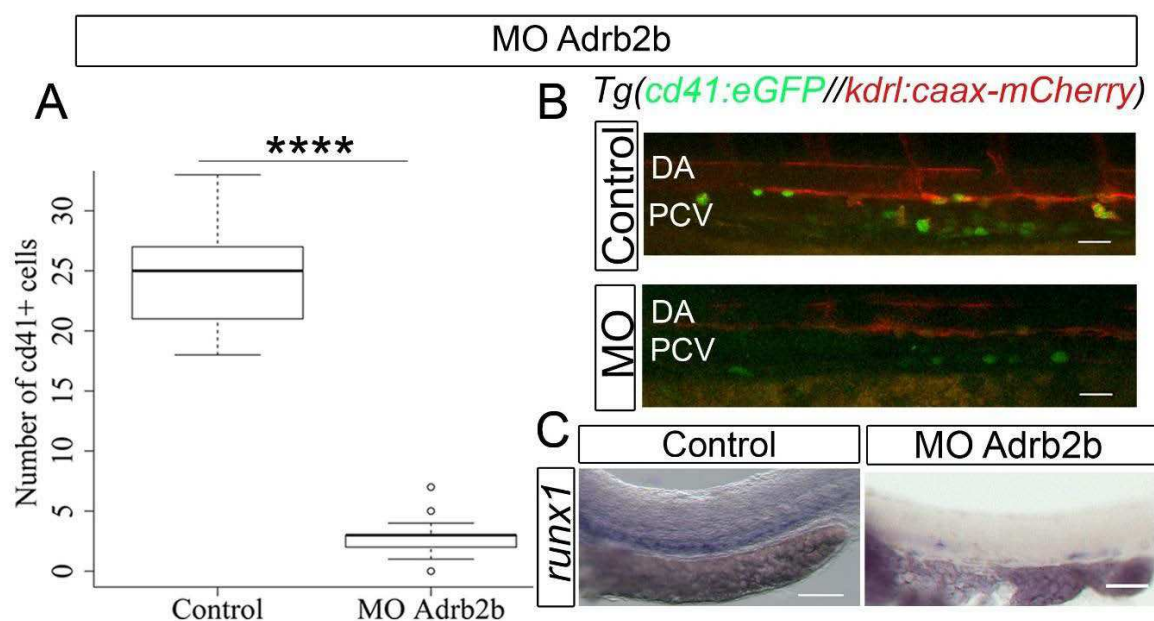 MO Adrb2b
A
****
Number of cd41+ cells
30
25
20
15
10
5
0
Control
MO Adrb2b
B
Tg(cd41:eGFP//kdrl:caax-mCherry)
Control
DA
PCV
MO
DA
PCV
C
Control
MO Adrb2b
runx1